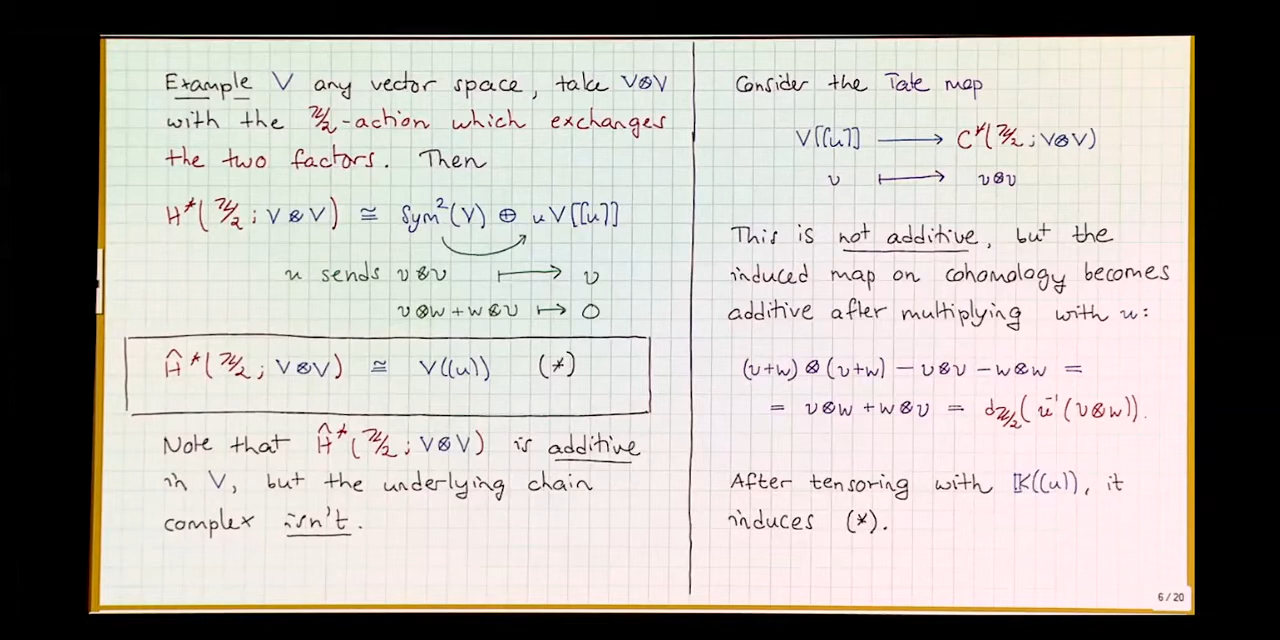 Example V any vector space, take V⊗V
with the ℤ/2-action which exchanges
the two factors. Then
H*(ℤ/2; V⊗V) ≅ Sym²(V) ⊕ uV[[u]]
u sends v⊗v ⟼ v
v⊗w + w⊗v ↦ 0
Ĥ*(ℤ/2; V⊗V) ≅ V((u)) (*)
Note that Ĥ*(ℤ/2; V⊗V) is additive
in V, but the underlying chain
complex isn't.
Consider the Tate map
V[[u]] ⟶ C*(ℤ/2; V⊗V)
v ⟼ v⊗v
This is not additive, but the
induced map on cohomology becomes
additive after multiplying with u:
(v+w)⊗(v+w) − v⊗v − w⊗w =
= v⊗w + w⊗v = d_ℤ/2(u⁻¹(v⊗w)).
After tensoring with 𝕂((u)), it
induces (*).
6 / 20